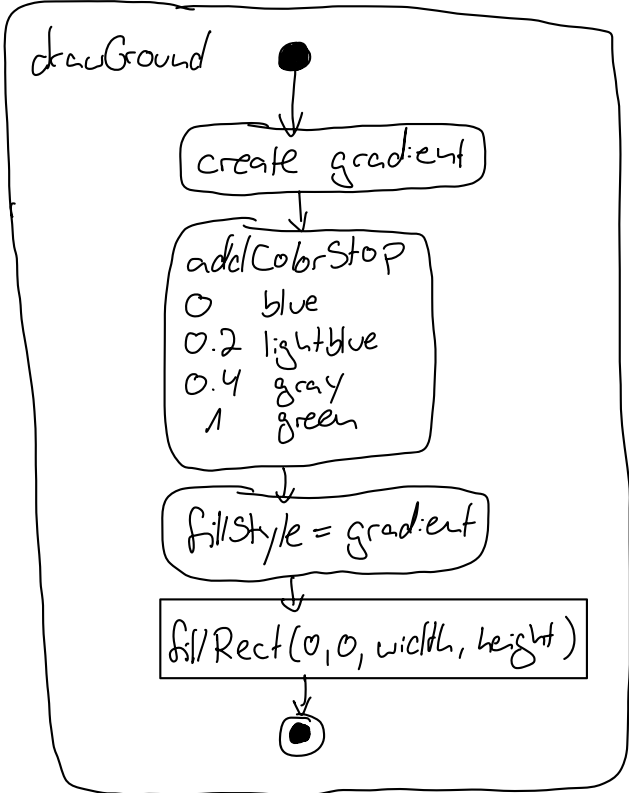 drawGround
create gradient
addColorStop
0 blue
0.2 lightblue
0.4 gray
1 green
fillStyle = gradient
fillRect(0,0, width, height)